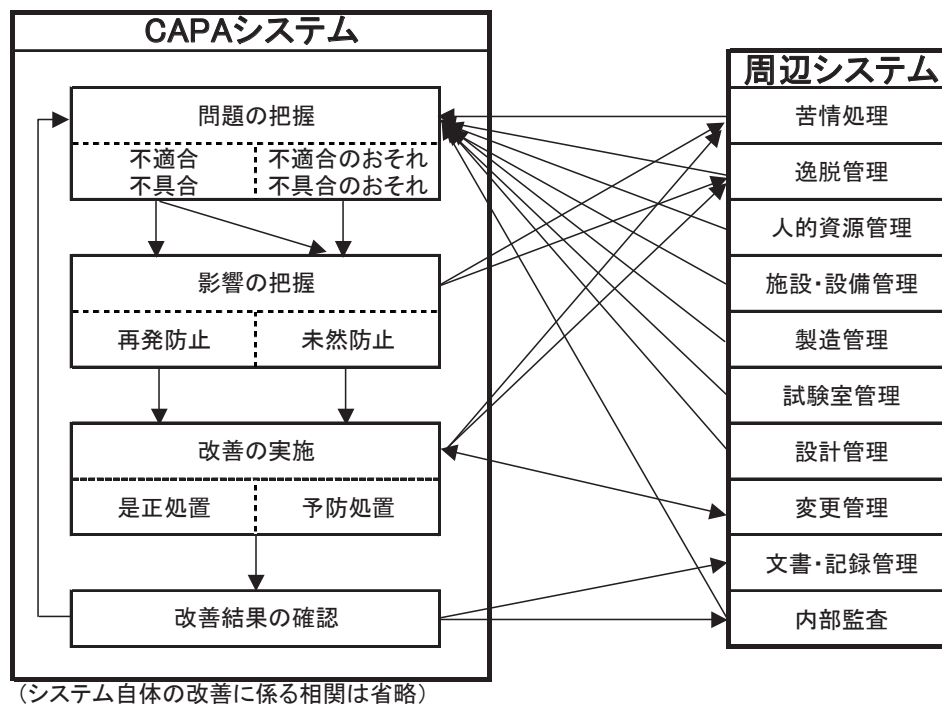 CAPAシステム
問題の把握
不適合
不具合
不適合のおそれ
不具合のおそれ
影響の把握
再発防止
未然防止
改善の実施
是正処置
予防処置
改善結果の確認
(システム自体の改善に係る相関は省略)
周辺システム
苦情処理
逸脱管理
人的資源管理
施設・設備管理
製造管理
試験室管理
設計管理
変更管理
文書・記録管理
内部監査